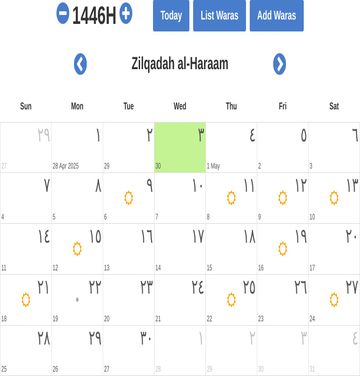 1446H
Today
List Waras
Add Waras
Zilqadah al-Haraam
Sun Mon Tue Wed Thu Fri Sat
٢٩ ١ ٢ ٣ ٤ ٥ ٦
27 28 Apr 2025 29 30 1 May 2 3
٧ ٨ ٩ ١٠ ١١ ١٢ ١٣
4 5 6 7 8 9 10
١٤ ١٥ ١٦ ١٧ ١٨ ١٩ ٢٠
11 12 13 14 15 16 17
٢١ ٢٢ ٢٣ ٢٤ ٢٥ ٢٦ ٢٧
18 19 20 21 22 23 24
٢٨ ٢٩ ٣٠ ١ ٢ ٣ ٤
25 26 27 28 29 30 31